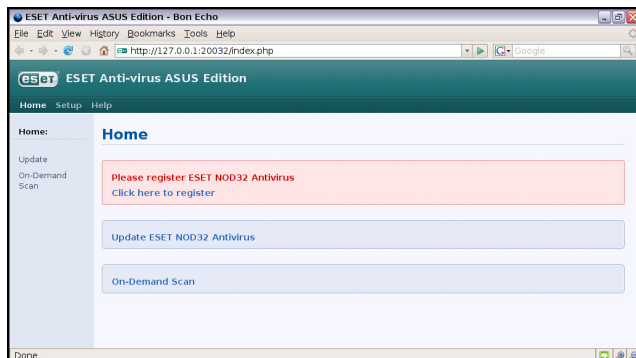 ESET Anti-virus ASUS Edition - Bon Echo
File Edit View History Bookmarks Tools Help
http://127.0.0.1:20032/index.php
G Google
eset ESET Anti-virus ASUS Edition
Home Setup Help
Home:
Update
On-Demand
Scan
Home
Please register ESET NOD32 Antivirus
Click here to register
Update ESET NOD32 Antivirus
On-Demand Scan
Done